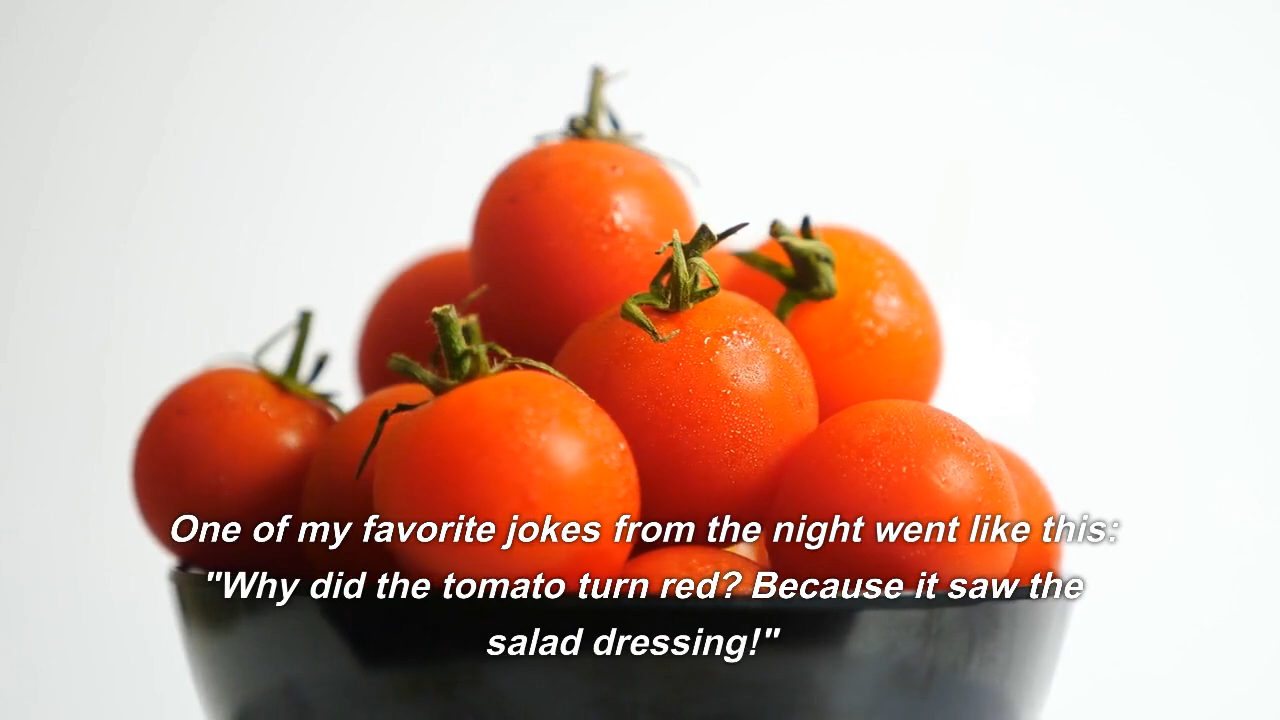 One of my favorite jokes from the night went like this:
"Why did the tomato turn red? Because it saw the
salad dressing!"